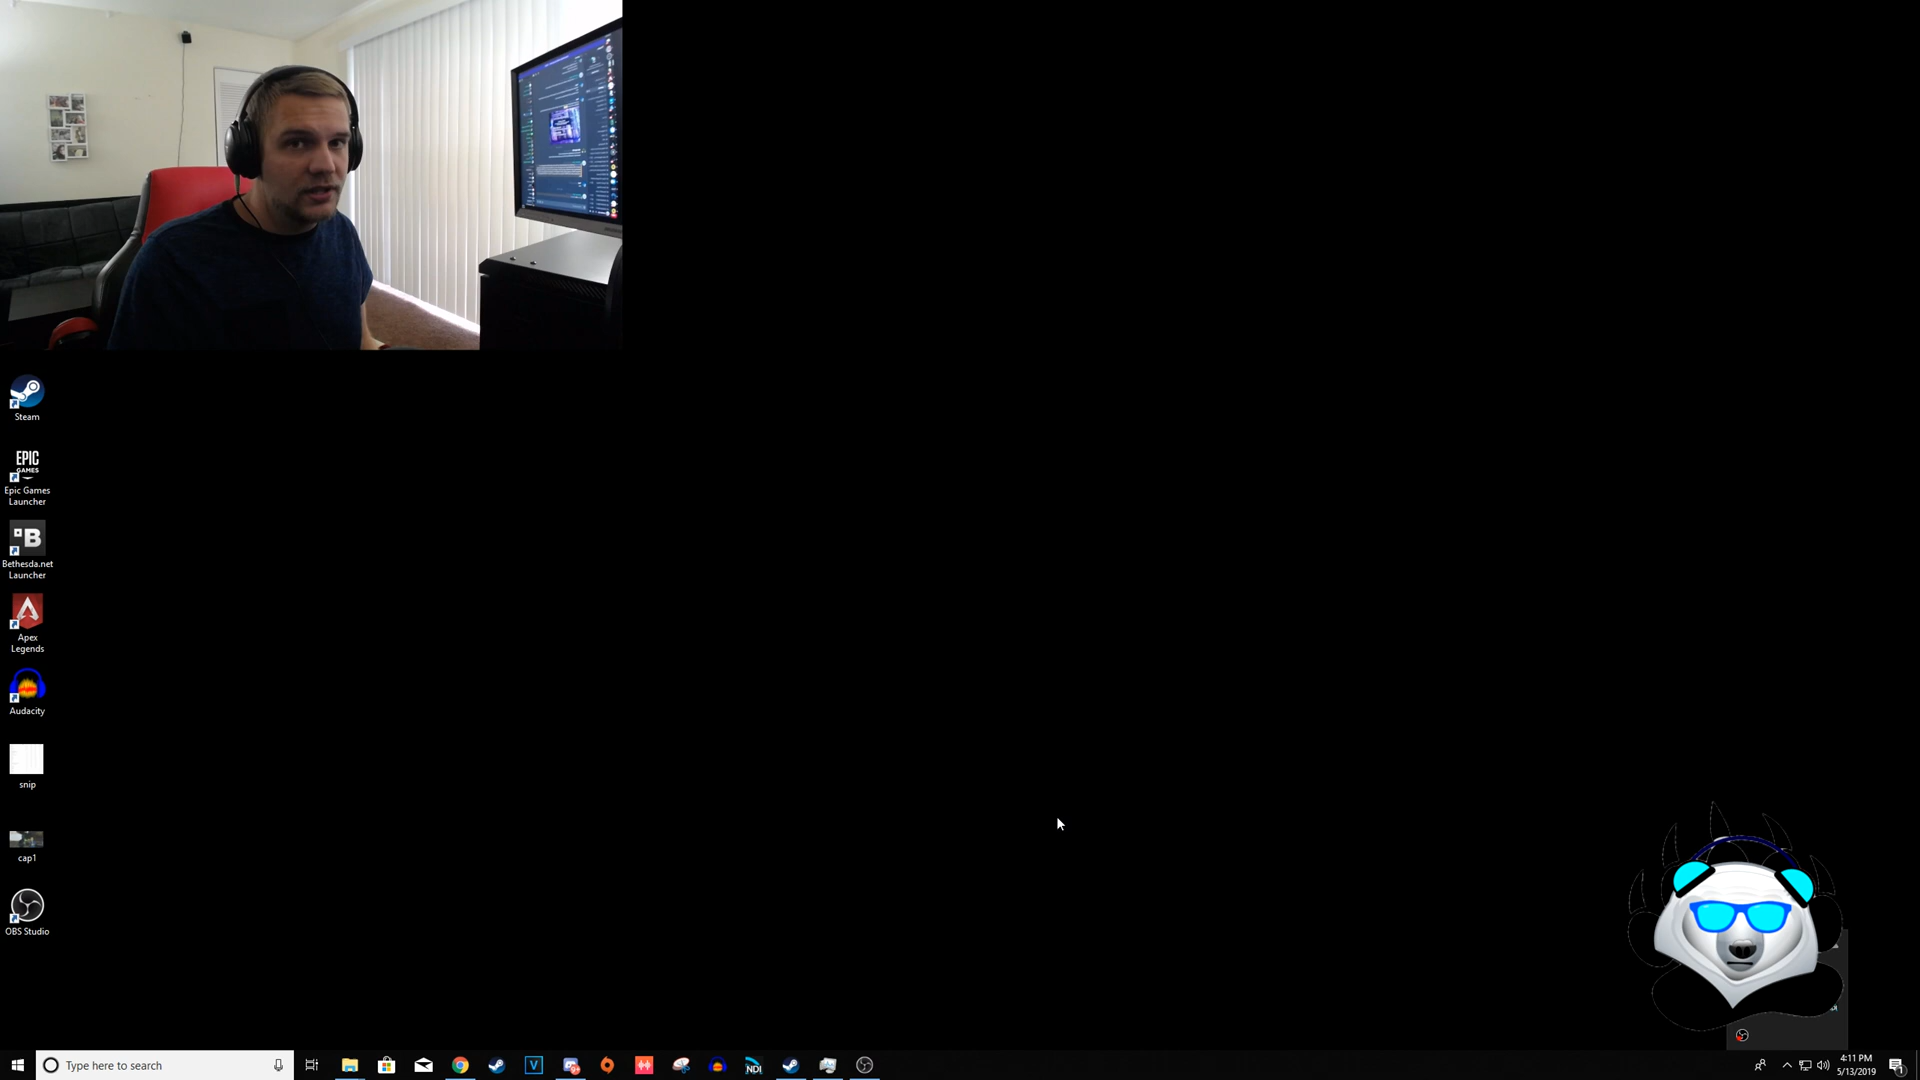 Steam
EPIC
GAMES
Epic Games
Launcher
B
Bethesda.net
Launcher
Apex
Legends
Audacity
snip
cap1
OBS Studio
Type here to search
V
NDI
4:11 PM
5/13/2019
1